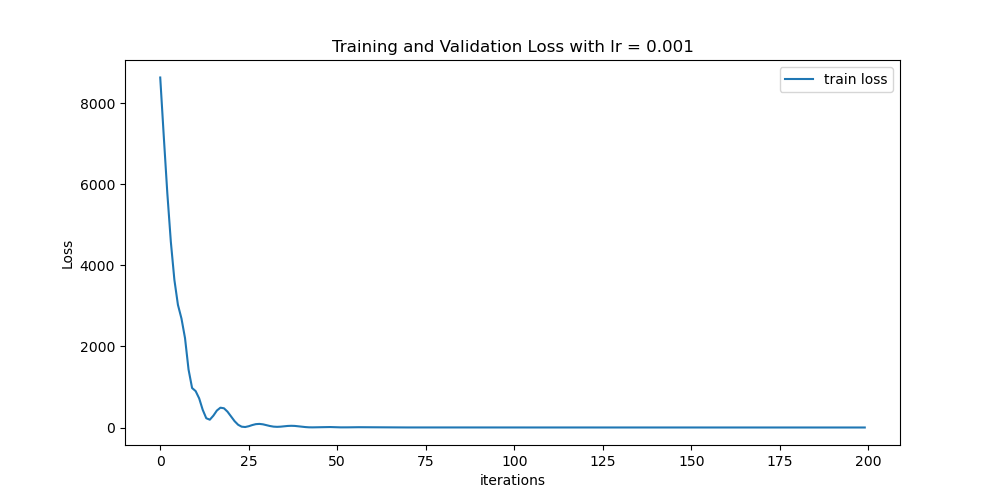 Training and Validation Loss with lr = 0.001
train loss
8000
6000
4000
2000
0
Loss
0 25 50 75 100 125 150 175 200
iterations